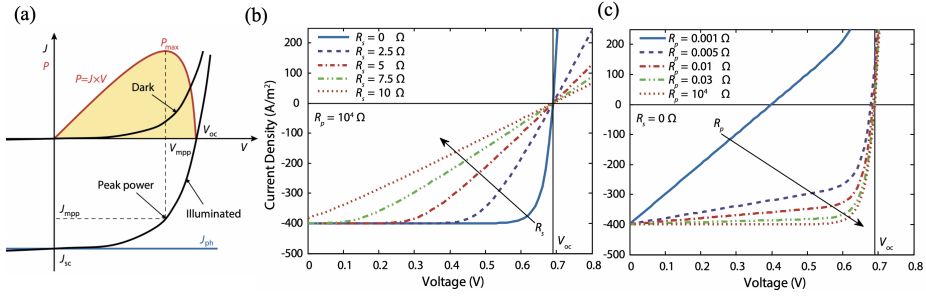 (a)
J
P
P_max
P=J×V
Dark
V_oc
V_mpp
V
Peak power
J_mpp
Illuminated
J_ph
J_sc
(b)
R_s = 0 Ω
R_s = 2.5 Ω
R_s = 5 Ω
R_s = 7.5 Ω
R_s = 10 Ω
R_p = 10^4 Ω
R_s
V_oc
Current Density (A/m²)
200
100
0
-100
-200
-300
-400
-500
0 0.1 0.2 0.3 0.4 0.5 0.6 0.7 0.8
Voltage (V)
(c)
R_p = 0.001 Ω
R_p = 0.005 Ω
R_p = 0.01 Ω
R_p = 0.03 Ω
R_p = 10^4 Ω
R_s = 0 Ω
R_p
V_oc
200
100
0
-100
-200
-300
-400
-500
0 0.1 0.2 0.3 0.4 0.5 0.6 0.7 0.8
Voltage (V)